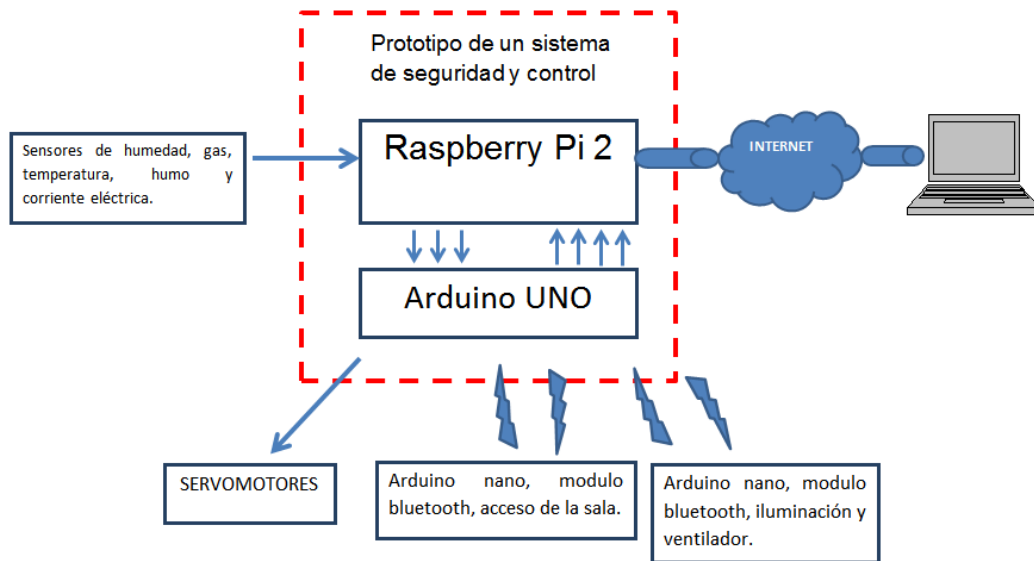 Prototipo de un sistema
de seguridad y control
Sensores de humedad, gas,
temperatura, humo y
corriente eléctrica.
Raspberry Pi 2
INTERNET
Arduino UNO
SERVOMOTORES
Arduino nano, modulo
bluetooth, acceso de la sala.
Arduino nano, modulo
bluetooth, iluminación y
ventilador.